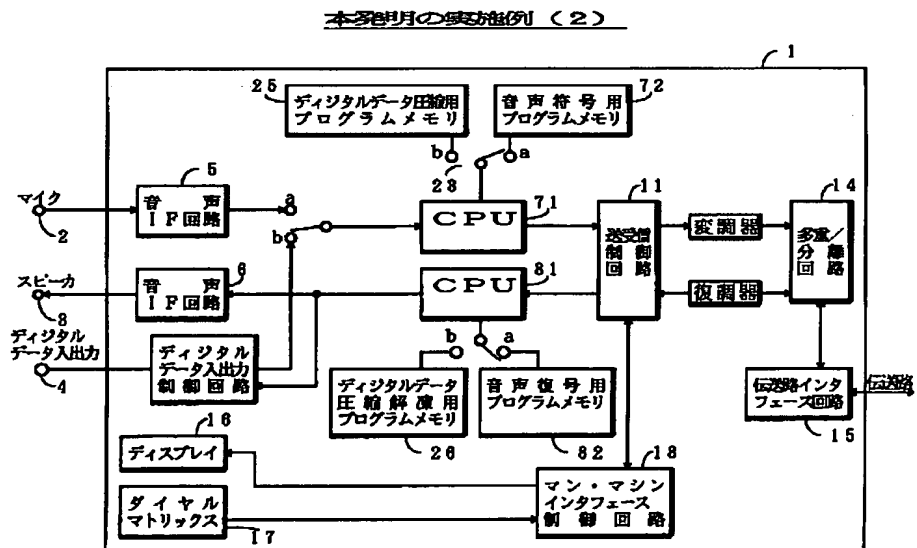 本発明の実施例(2)
1
25
ディジタルデータ圧縮用
プログラムメモリ
72
音声符号用
プログラムメモリ
b
a
23
マイク
2
5
音声
IF回路
a
b
CPU
71
11
送受信
制御
回路
変調器
14
多重/
分離
回路
スピーカ
3
6
音声
IF回路
CPU
81
復調器
ディジタル
データ入出力
4
ディジタル
データ入出力
制御回路
b
a
ディジタルデータ
圧縮解凍用
プログラムメモリ
26
音声復号用
プログラムメモリ
82
伝送路インタ
フェース回路
15
伝送路
16
ディスプレイ
ダイヤル
マトリックス
17
18
マン・マシン
インタフェース
制御回路